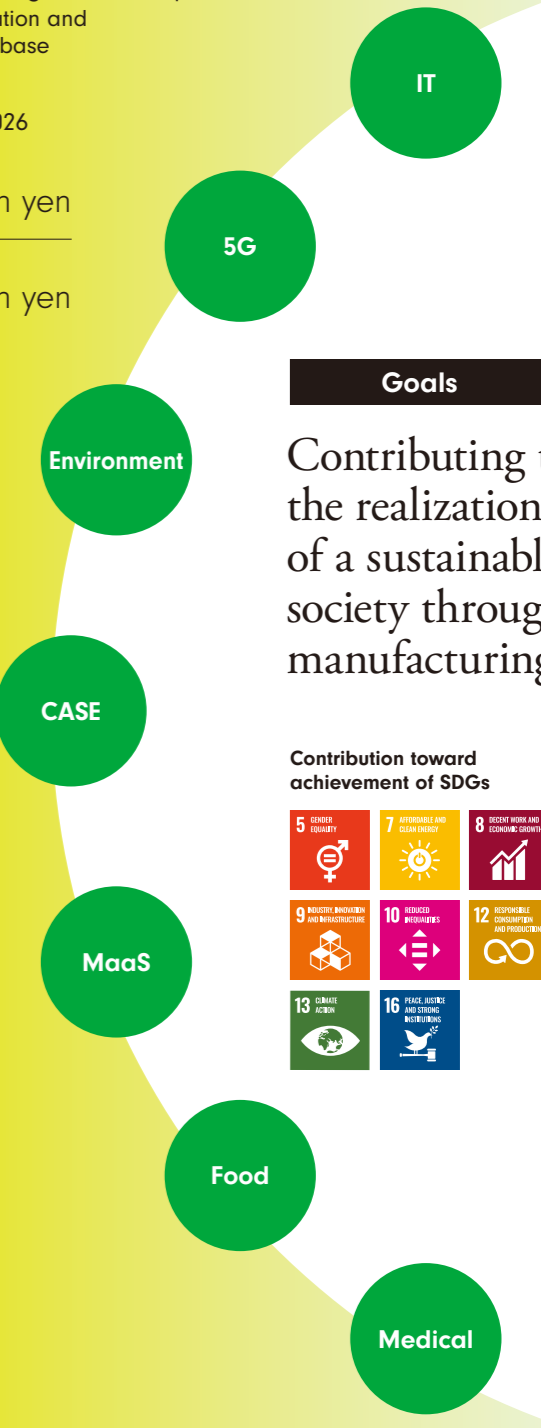 base
IT
n yen
5G
n yen
Goals
Environment
Contributing
the realization
of a sustainabl
society throug
manufacturing
CASE
Contribution toward
achievement of SDGs
5 GENDER
EQUALITY
7 AFFORDABLE AND
CLEAN ENERGY
8 DECENT WORK AND
ECONOMIC GROWTH
9 INDUSTRY, INNOVATION
AND INFRASTRUCTURE
10 REDUCED
INEQUALITIES
12 RESPONSIBLE
CONSUMPTION
AND PRODUCTION
MaaS
13 CLIMATE
ACTION
16 PEACE, JUSTICE
AND STRONG
INSTITUTIONS
Food
Medical